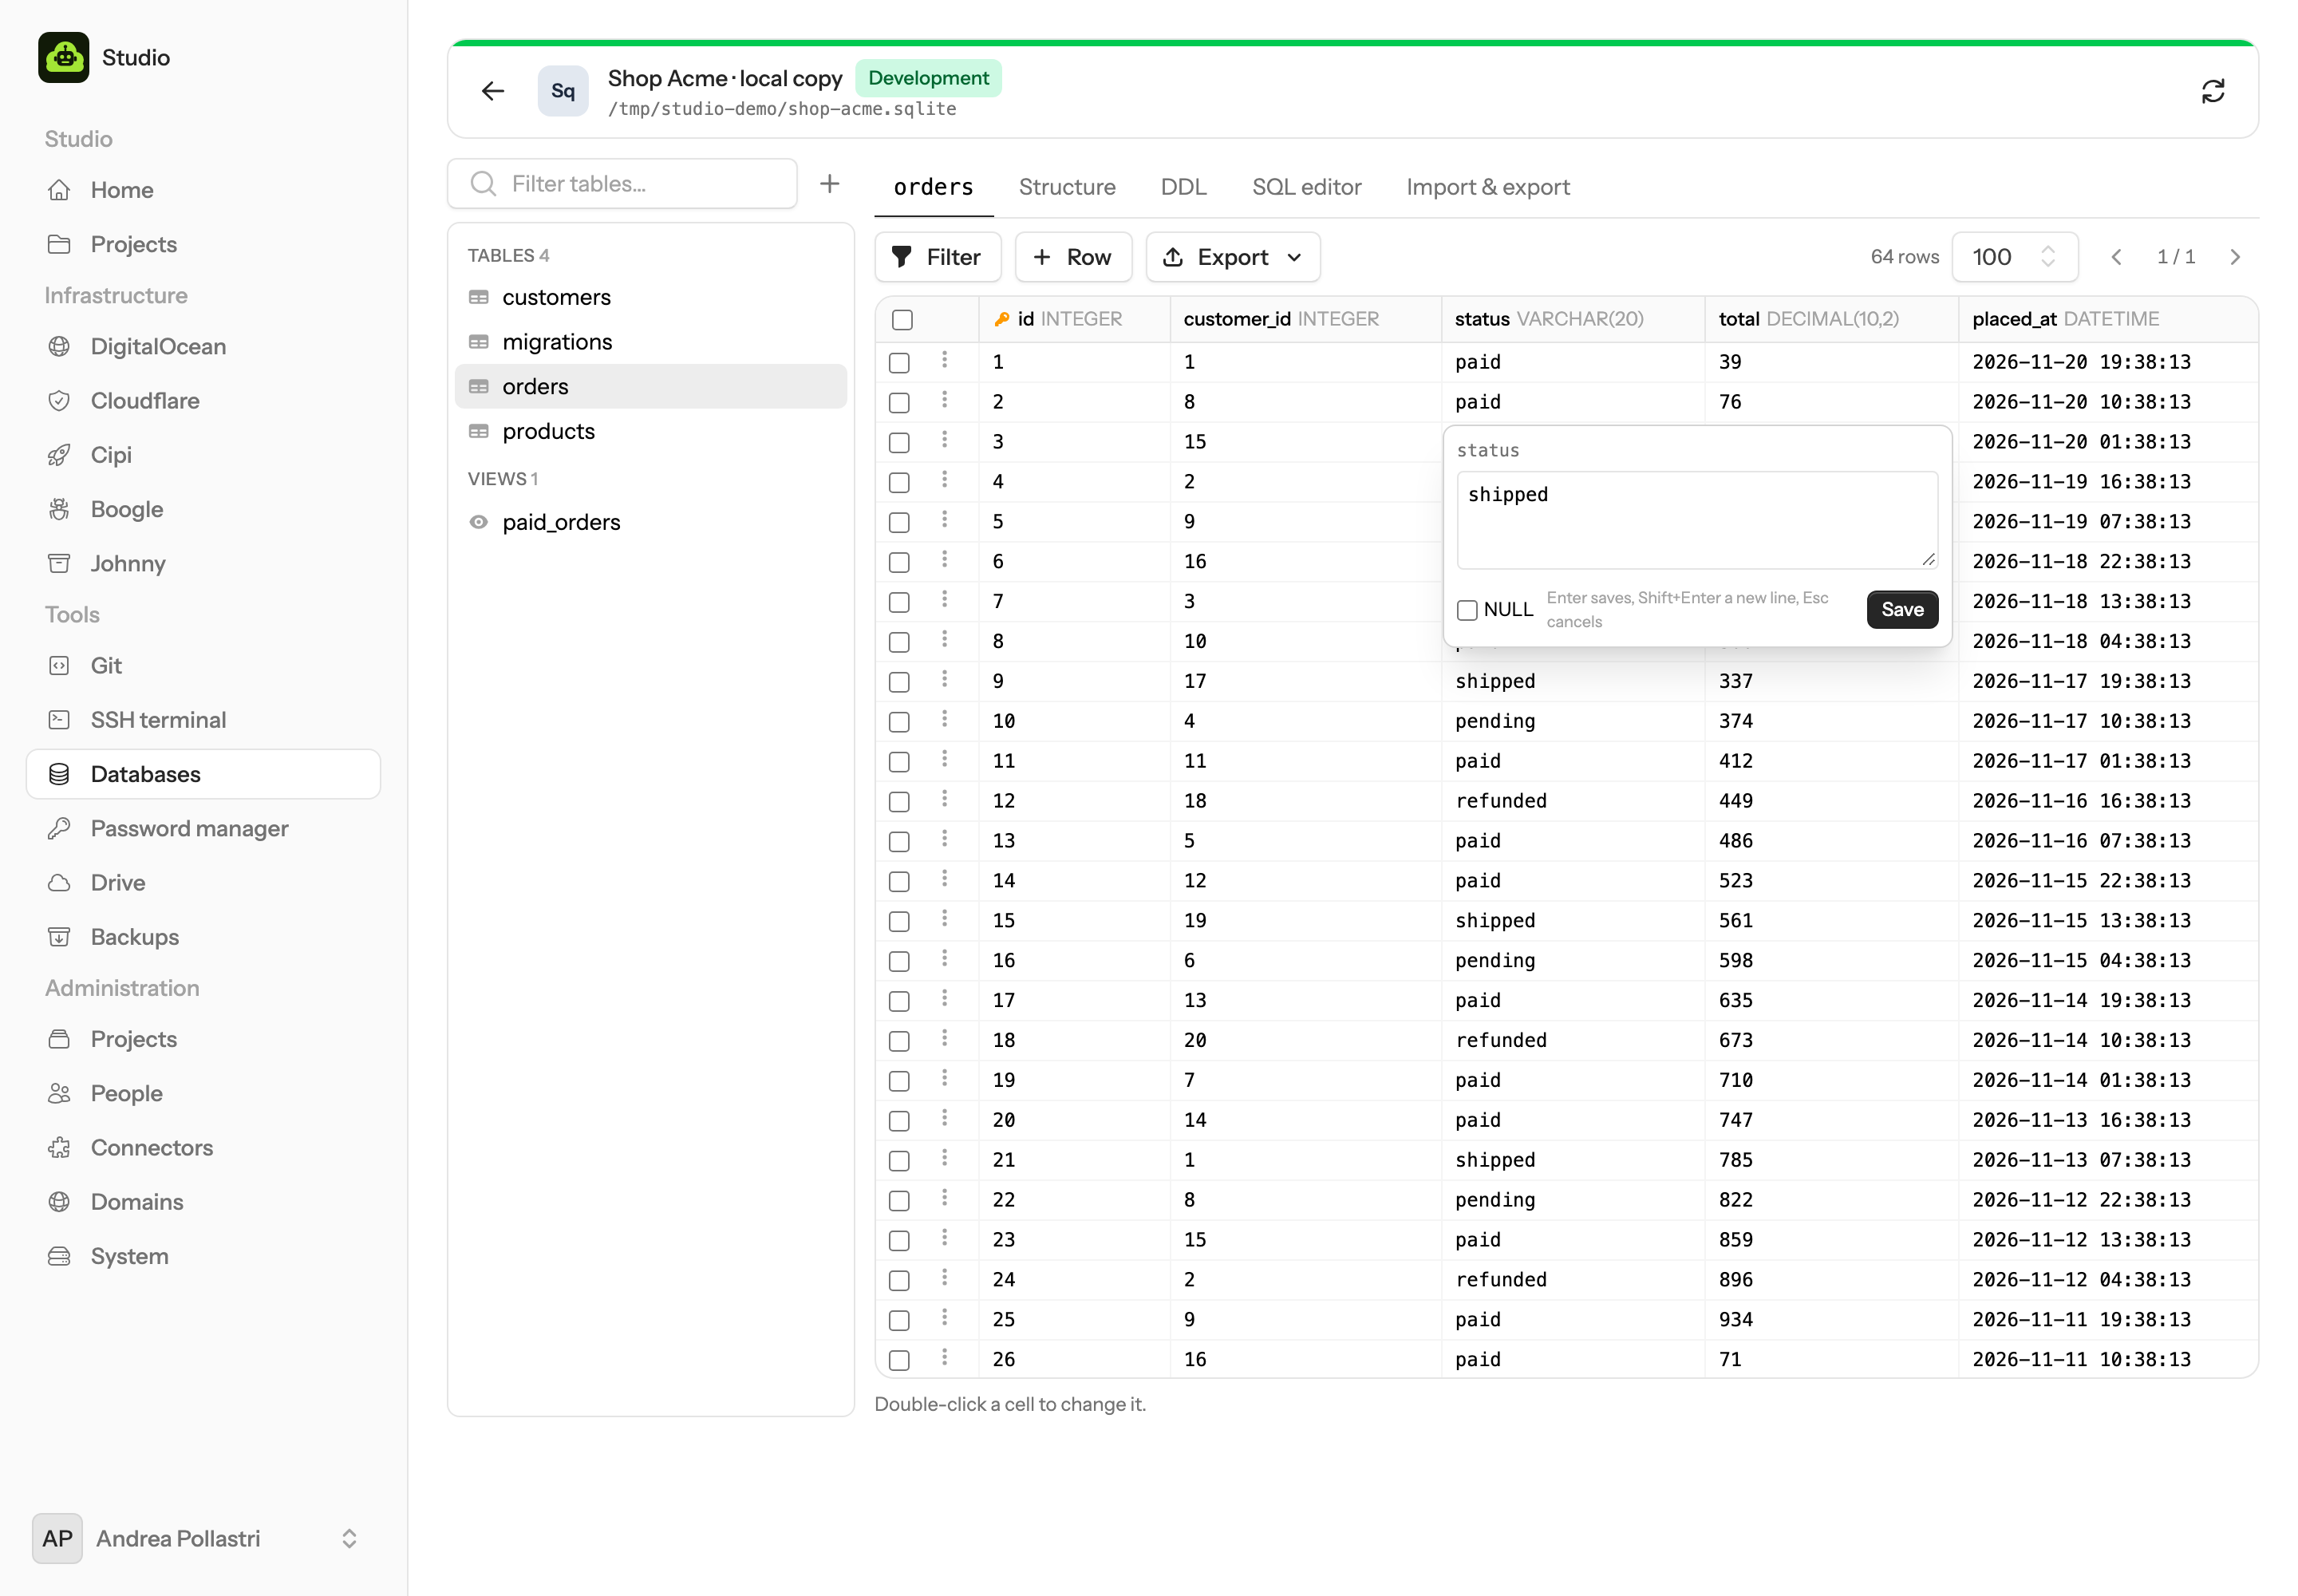 Studio
Studio
Home
Projects
Infrastructure
DigitalOcean
Cloudflare
Cipi
Boogle
Johnny
Tools
Git
SSH terminal
Databases
Password manager
Drive
Backups
Administration
Projects
People
Connectors
Domains
System
AP Andrea Pollastri
Sq
Shop Acme · local copy Development
/tmp/studio-demo/shop-acme.sqlite
Filter tables...
TABLES 4
customers
migrations
orders
products
VIEWS 1
paid_orders
orders Structure DDL SQL editor Import & export
Filter Row Export 64 rows 100 1 / 1
id INTEGER customer_id INTEGER status VARCHAR(20) total DECIMAL(10,2) placed_at DATETIME
1 1 paid 39 2026-11-20 19:38:13
2 8 paid 76 2026-11-20 10:38:13
3 15 2026-11-20 01:38:13
4 2 2026-11-19 16:38:13
5 9 2026-11-19 07:38:13
6 16 2026-11-18 22:38:13
7 3 2026-11-18 13:38:13
8 10 2026-11-18 04:38:13
status
shipped
NULL
Enter saves, Shift+Enter a new line, Esc
cancels
Save
9 17 shipped 337 2026-11-17 19:38:13
10 4 pending 374 2026-11-17 10:38:13
11 11 paid 412 2026-11-17 01:38:13
12 18 refunded 449 2026-11-16 16:38:13
13 5 paid 486 2026-11-16 07:38:13
14 12 paid 523 2026-11-15 22:38:13
15 19 shipped 561 2026-11-15 13:38:13
16 6 pending 598 2026-11-15 04:38:13
17 13 paid 635 2026-11-14 19:38:13
18 20 refunded 673 2026-11-14 10:38:13
19 7 paid 710 2026-11-14 01:38:13
20 14 paid 747 2026-11-13 16:38:13
21 1 shipped 785 2026-11-13 07:38:13
22 8 pending 822 2026-11-12 22:38:13
23 15 paid 859 2026-11-12 13:38:13
24 2 refunded 896 2026-11-12 04:38:13
25 9 paid 934 2026-11-11 19:38:13
26 16 paid 71 2026-11-11 10:38:13
Double-click a cell to change it.